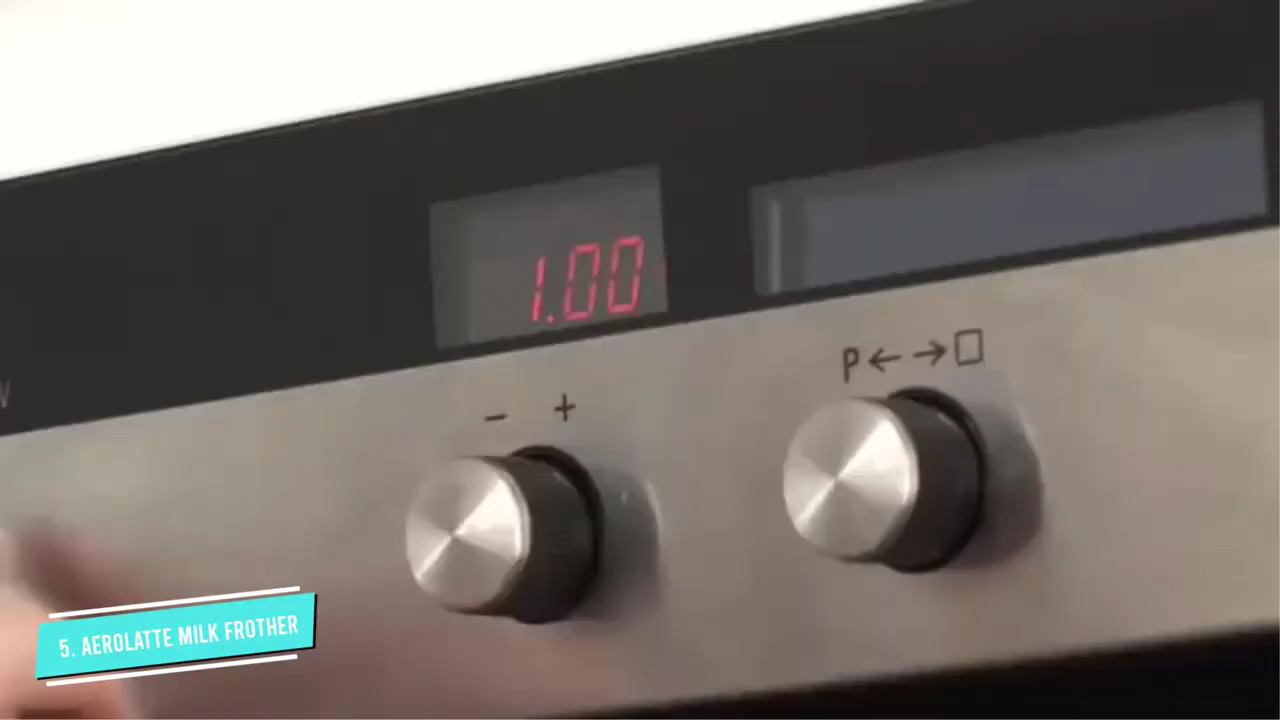 1.00
- +
P←→□
5. AEROLATTE MILK FROTHER